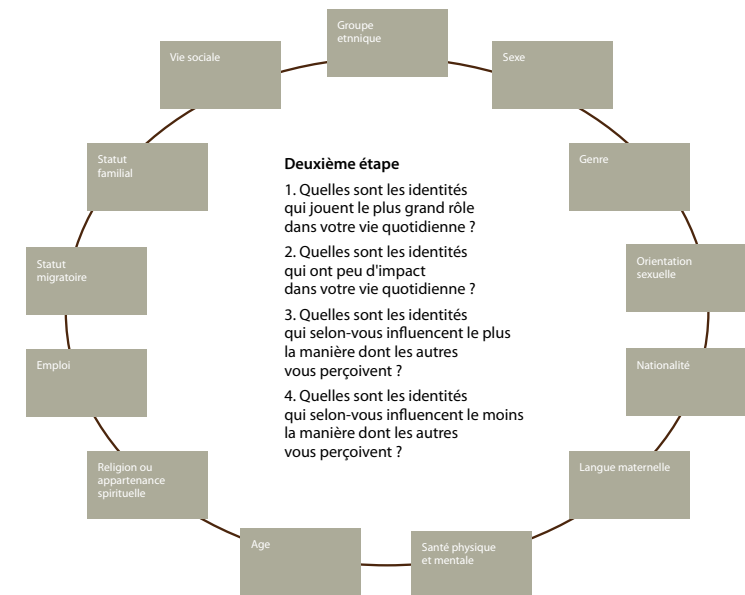 Groupe
etnnique
Sexe
Genre
Orientation
sexuelle
Nationalité
Langue maternelle
Santé physique
et mentale
Age
Religion ou
appartenance
spirituelle
Emploi
Statut
migratoire
Statut
familial
Vie sociale
Deuxième étape
1. Quelles sont les identités
qui jouent le plus grand rôle
dans votre vie quotidienne ?
2. Quelles sont les identités
qui ont peu d'impact
dans votre vie quotidienne ?
3. Quelles sont les identités
qui selon-vous influencent le plus
la manière dont les autres
vous perçoivent ?
4. Quelles sont les identités
qui selon-vous influencent le moins
la manière dont les autres
vous perçoivent ?